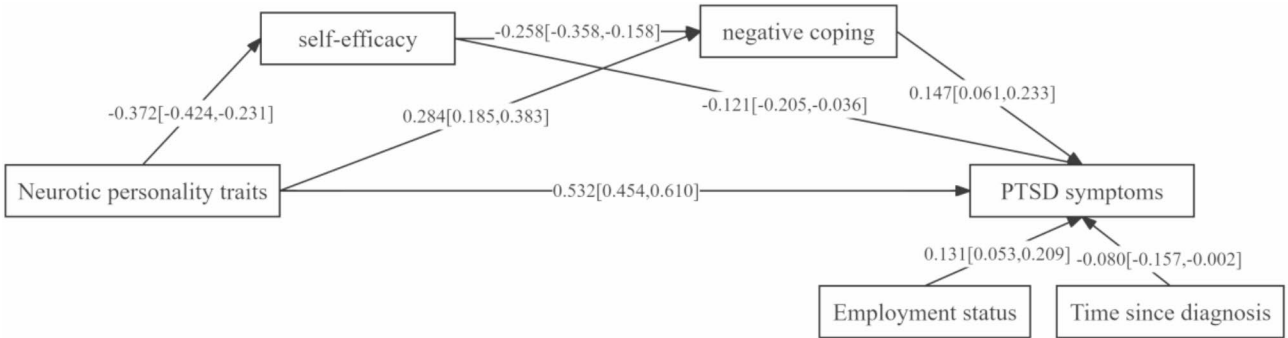 self-efficacy
-0.258[-0.358,-0.158]
negative coping
-0.372[-0.424,-0.231]
0.284[0.185,0.383]
-0.121[-0.205,-0.036]
0.147[0.061,0.233]
Neurotic personality traits
0.532[0.454,0.610]
PTSD symptoms
0.131[0.053,0.209]
-0.080[-0.157,-0.002]
Employment status
Time since diagnosis